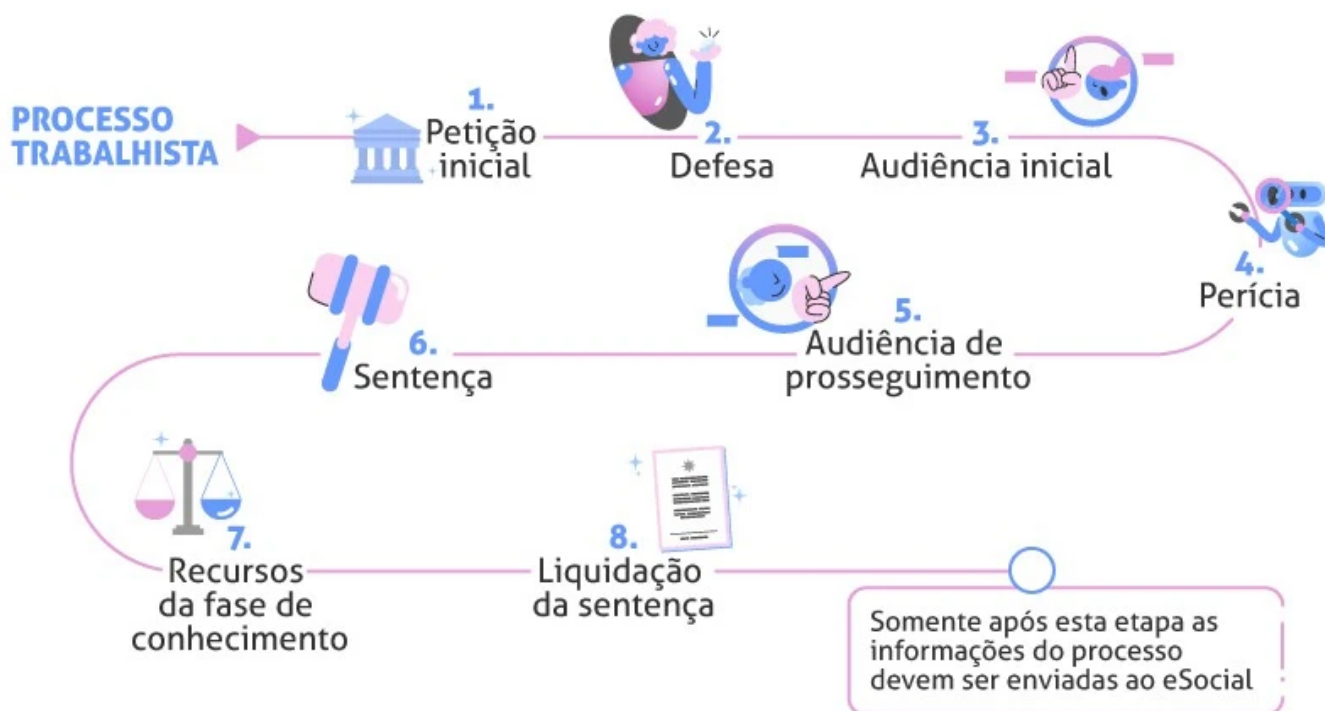 PROCESSO
TRABALHISTA
1.
Petição
inicial
2.
Defesa
3.
Audiência inicial
4.
Perícia
5.
Audiência de
prosseguimento
6.
Sentença
7.
Recursos
da fase de
conhecimento
8.
Liquidação
da sentença
Somente após esta etapa as
informações do processo
devem ser enviadas ao eSocial